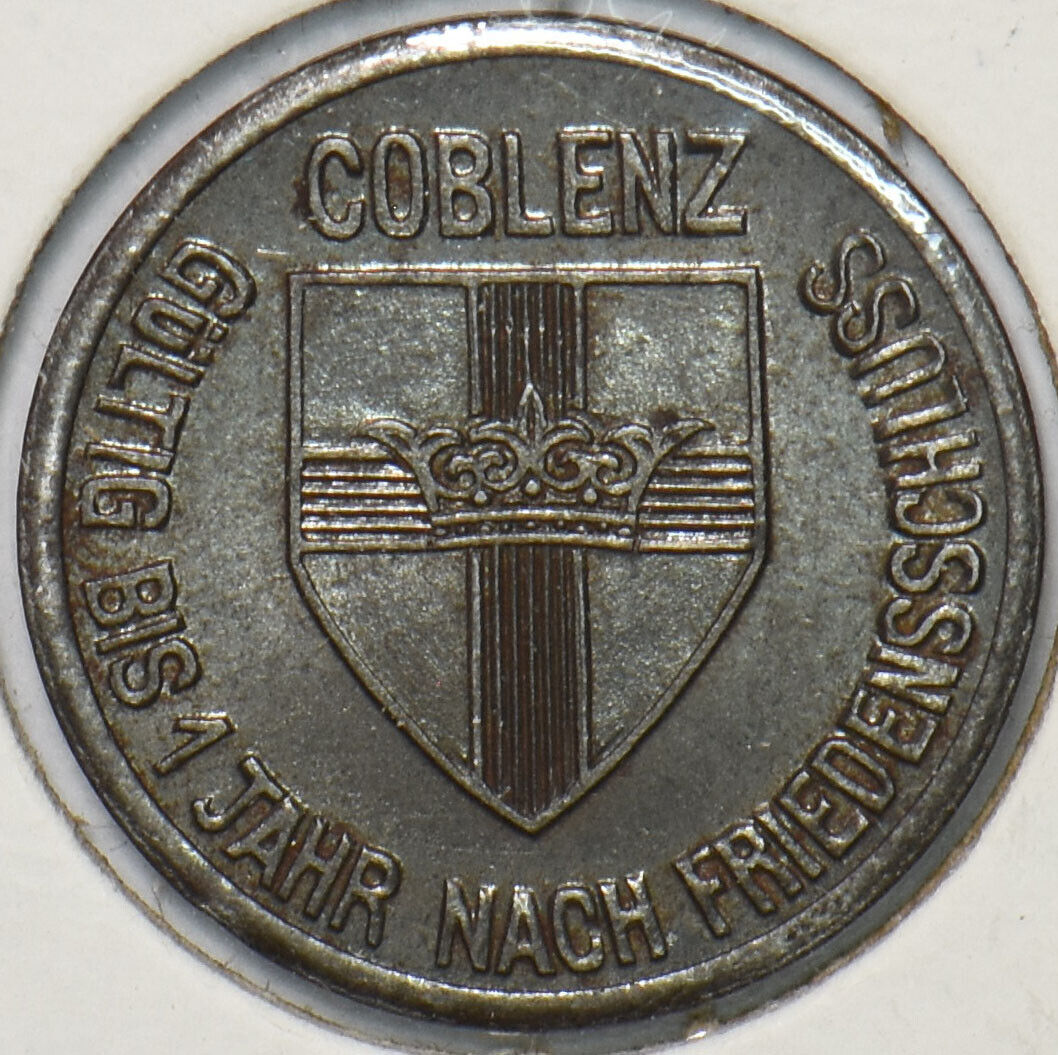 COBLENZ
GÜLTIG BIS 1 JAHR NACH FRIEDENSSCHLUSS